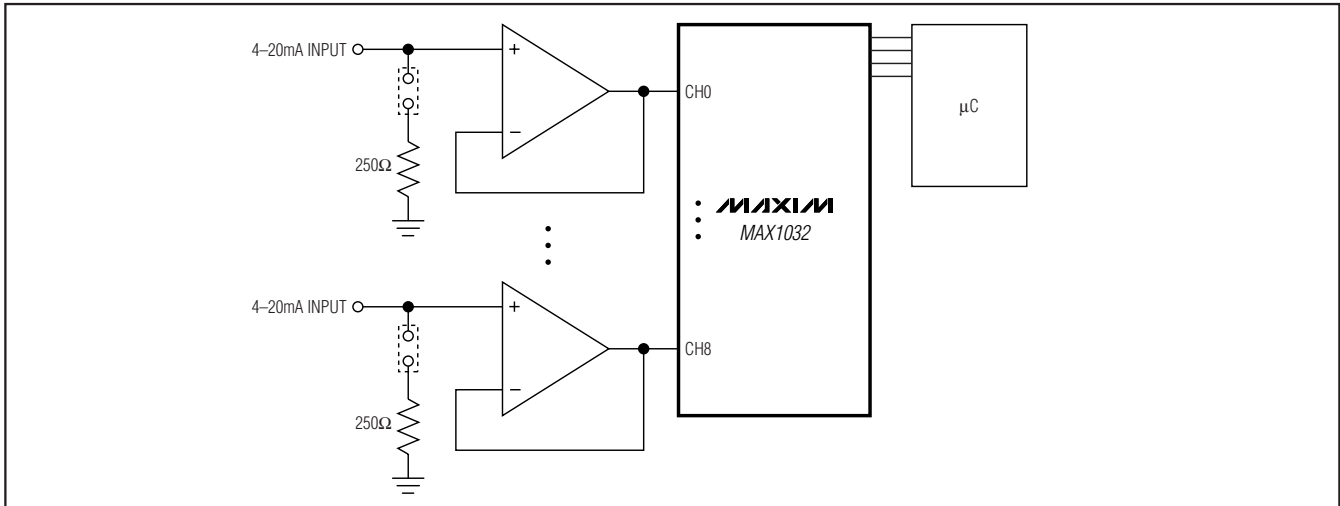 4–20mA INPUT
+
CH0
µC
−
250Ω
MAXIM
MAX1032
4–20mA INPUT
+
CH8
−
250Ω